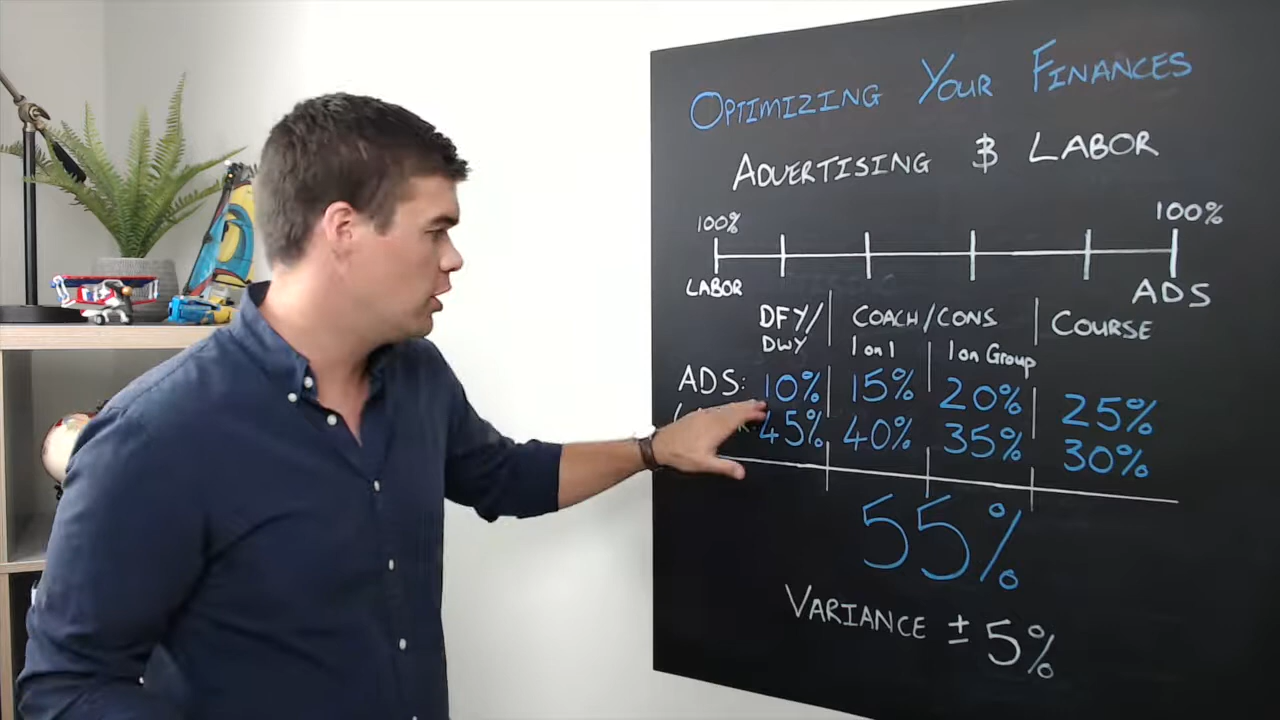 OPTIMIZING YOUR FINANCES
ADVERTISING & LABOR
100% 100%
LABOR ADS
DFY/ COACH/CONS COURSE
DWY 1 on 1 1 on Group
ADS: 10% 15% 20% 25%
45% 40% 35% 30%
55%
VARIANCE ± 5%